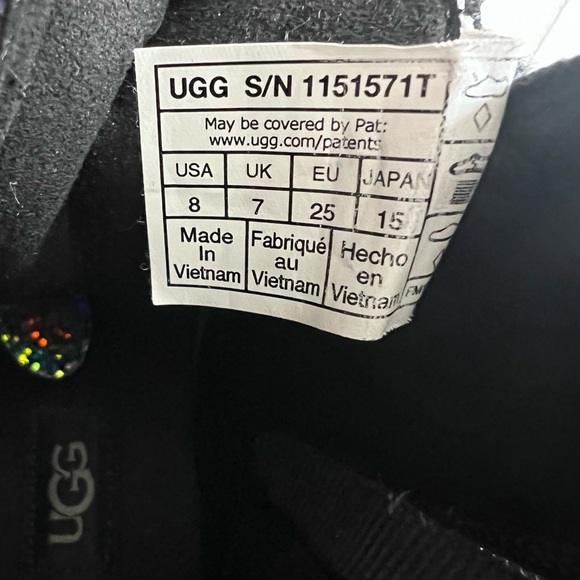 UGG S/N 1151571T
May be covered by Pat:
www.ugg.com/patents
USA UK EU JAPAN
8 7 25 15
Made In Vietnam
Fabriqué au Vietnam
Hecho en Vietnam
UGG